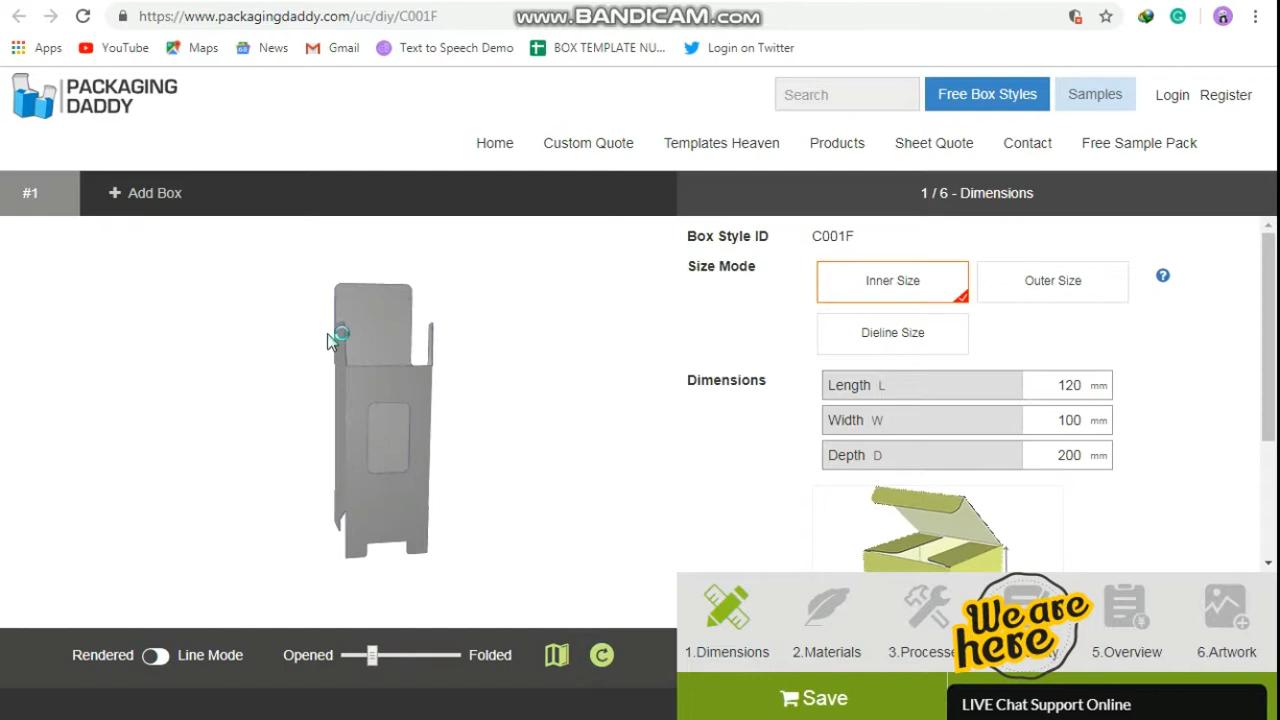 https://www.packagingdaddy.com/uc/diy/C001F
www.BANDICAM.com
Apps YouTube Maps News Gmail Text to Speech Demo BOX TEMPLATE NU... Login on Twitter
PACKAGING
DADDY
Search Free Box Styles Samples Login Register
Home Custom Quote Templates Heaven Products Sheet Quote Contact Free Sample Pack
#1 + Add Box 1 / 6 - Dimensions
Box Style ID C001F
Size Mode Inner Size Outer Size ?
Dieline Size
Dimensions Length L 120 mm
Width W 100 mm
Depth D 200 mm
We are
here
Rendered Line Mode Opened Folded
1.Dimensions 2.Materials 3.Processe 5.Overview 6.Artwork
Save
LIVE Chat Support Online